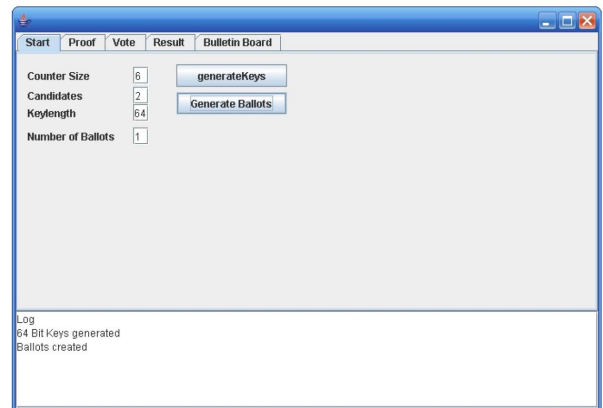 Start Proof Vote Result Bulletin Board
Counter Size 6 generateKeys
Candidates 2
Generate Ballots
Keylength 64
Number of Ballots 1
Log
64 Bit Keys generated
Ballots created